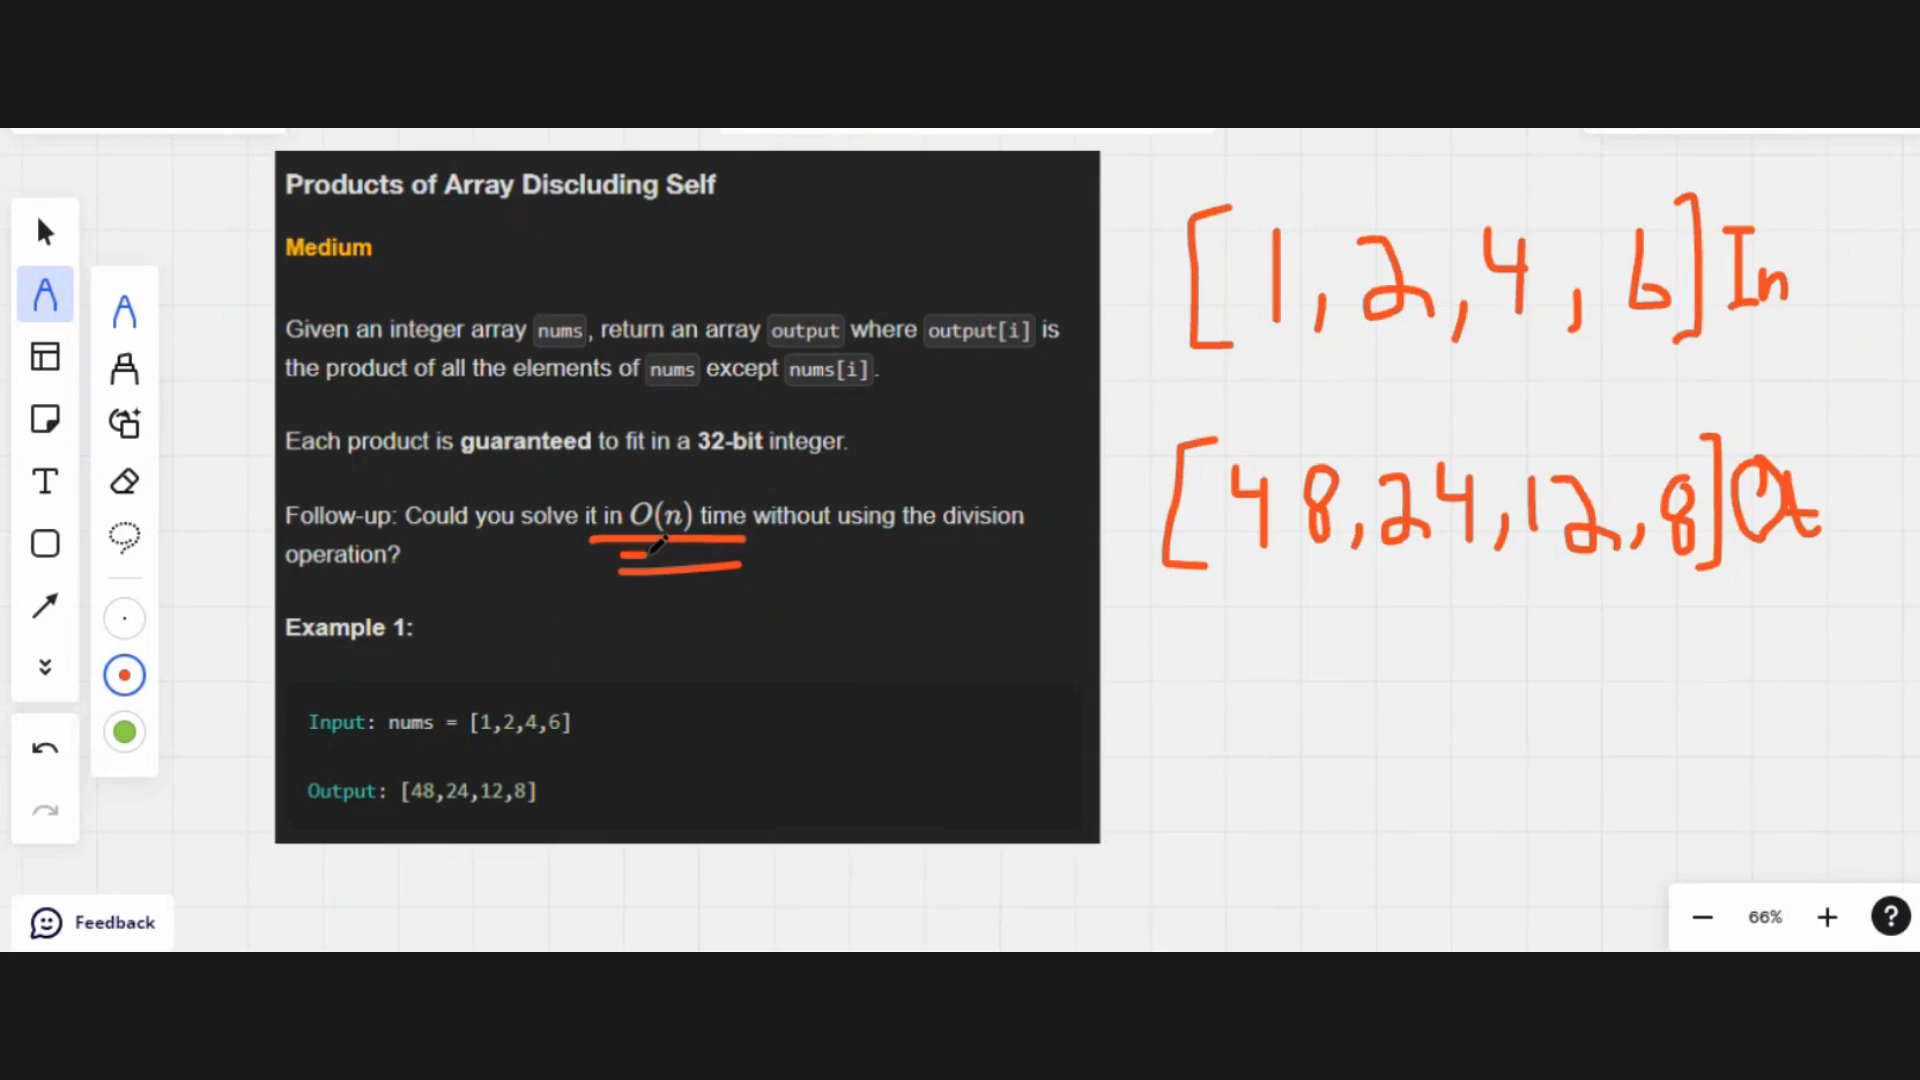 Products of Array Discluding Self
Medium
Given an integer array nums, return an array output where output[i] is
the product of all the elements of nums except nums[i].
Each product is guaranteed to fit in a 32-bit integer.
Follow-up: Could you solve it in O(n) time without using the division
operation?
Example 1:
Input: nums = [1,2,4,6]
Output: [48,24,12,8]
[1,2,4,6] In
[48,24,12,8]
T
Feedback
66%
?